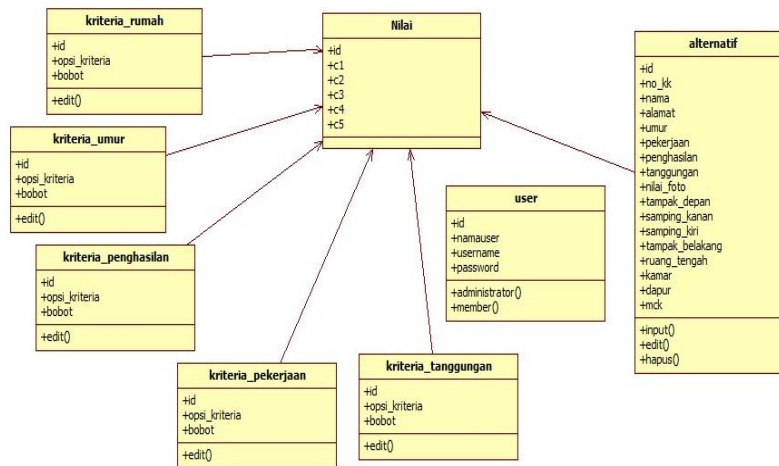 kriteria_rumah
+id
+opsi_kriteria
+bobot
+edit()
Nilai
+id
+c1
+c2
+c3
+c4
+c5
alternatif
+id
+no_kk
+nama
+alamat
+umur
+pekerjaan
+penghasilan
+tanggungan
+nilai_foto
+tampak_depan
+samping_kanan
+samping_kiri
+tampak_belakang
+ruang_tengah
+kamar
+dapur
+mck
+input()
+edit()
+hapus()
kriteria_umur
+id
+opsi_kriteria
+bobot
+edit()
user
+id
+namauser
+username
+password
+administrator()
+member()
kriteria_penghasilan
+id
+opsi_kriteria
+bobot
+edit()
kriteria_pekerjaan
+id
+opsi_kriteria
+bobot
+edit()
kriteria_tanggungan
+id
+opsi_kriteria
+bobot
+edit()